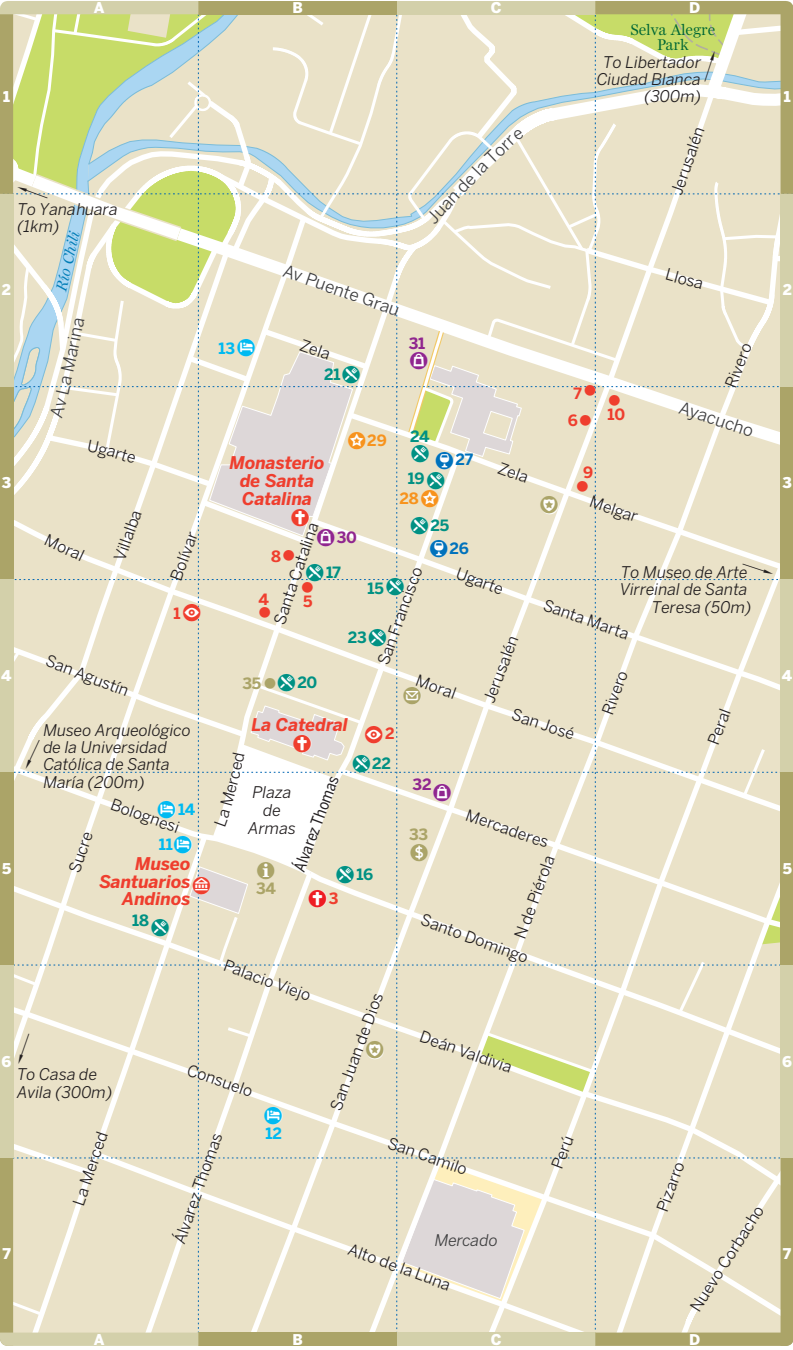 A
B
C
D
Selva Alegre
Park
To Libertador
Ciudad Blanca
(300m)
1
1
Juan de la Torre
Jerusalén
To Yanahuara
(1km)
Río Chili
2
2
Av Puente Grau
Llosa
Av La Marina
13
Zela
31
21
Rivero
7
10
Ayacucho
6
29
24
27
Ugarte
Monasterio
de Santa
Catalina
19
Zela
9
3
3
28
Melgar
25
30
26
Moral
Villalba
Bolívar
8
17
Santa Catalina
To Museo de Arte
Virreinal de Santa
Teresa (50m)
15
Ugarte
5
4
1
San Francisco
Santa Marta
23
San Agustín
Jerusalén
4
4
35
20
Moral
Rivero
San José
Peral
Museo Arqueológico
de la Universidad
Católica de Santa
María (200m)
La Catedral
2
22
La Merced
Plaza
de
Armas
32
14
Bolognesi
Álvarez Thomas
Mercaderes
11
33
Sucre
Museo
Santuarios
Andinos
5
5
34
16
3
N de Piérola
18
Santo Domingo
Palacio Viejo
San Juan de Dios
Deán Valdivia
6
6
To Casa de
Avila (300m)
Consuelo
12
San Camilo
La Merced
Álvarez Thomas
Perú
Pizarro
Mercado
7
7
Alto de la Luna
Nuevo Corbacho
A
B
C
D